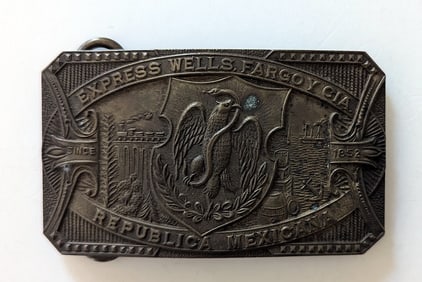 EXPRESS WELLS, FARGO Y CIA
SINCE 1852
REPUBLICA MEXICANA